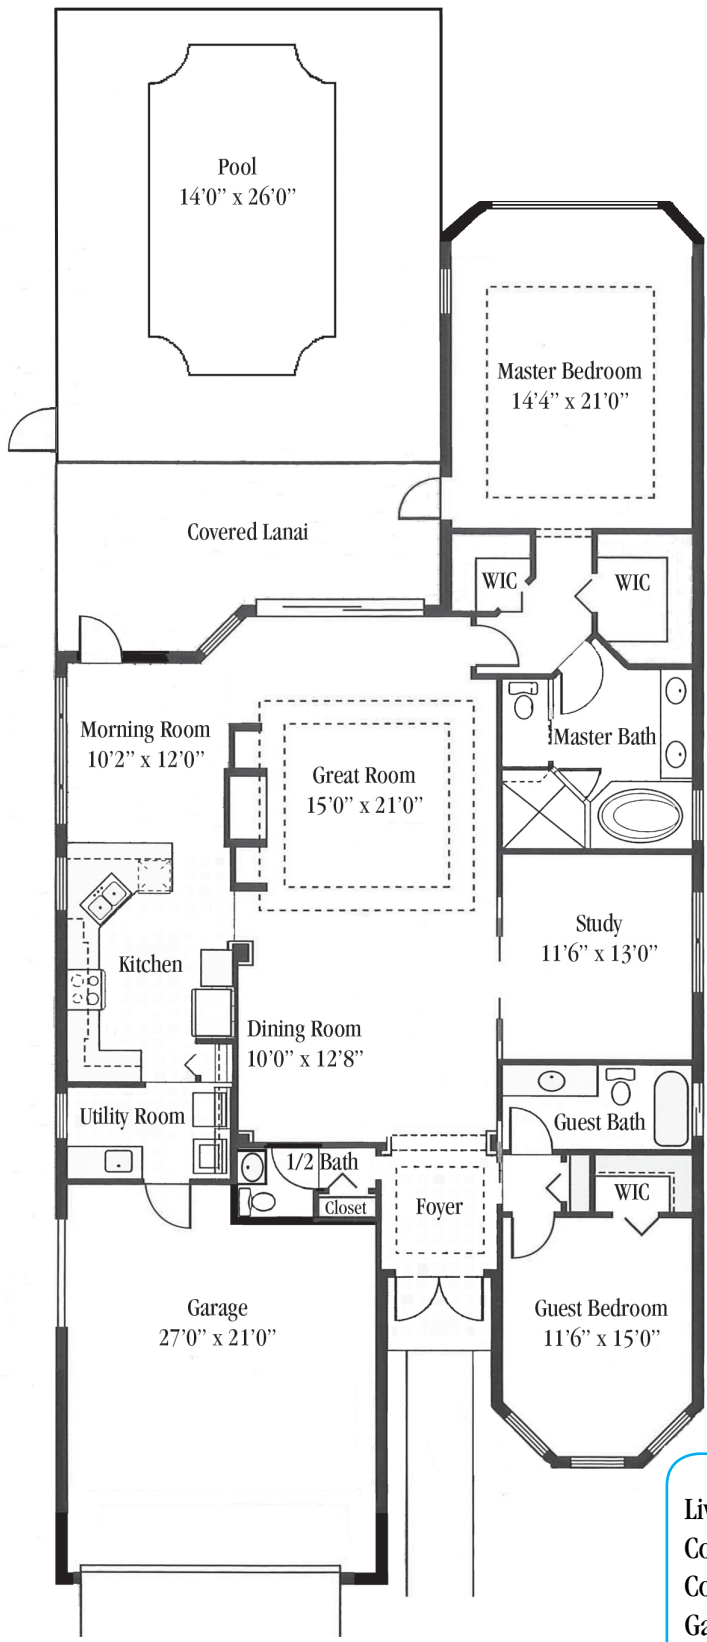 Pool
14’0” x 26’0”
Master Bedroom
14’4” x 21’0”
Covered Lanai
WIC
WIC
Morning Room
10’2” x 12’0”
Great Room
15’0” x 21’0”
Master Bath
Study
11’6” x 13’0”
Kitchen
Dining Room
10’0” x 12’8”
Utility Room
Guest Bath
1/2 Bath
Closet
Foyer
WIC
Garage
27’0” x 21’0”
Guest Bedroom
11’6” x 15’0”
Co
Co
Ga